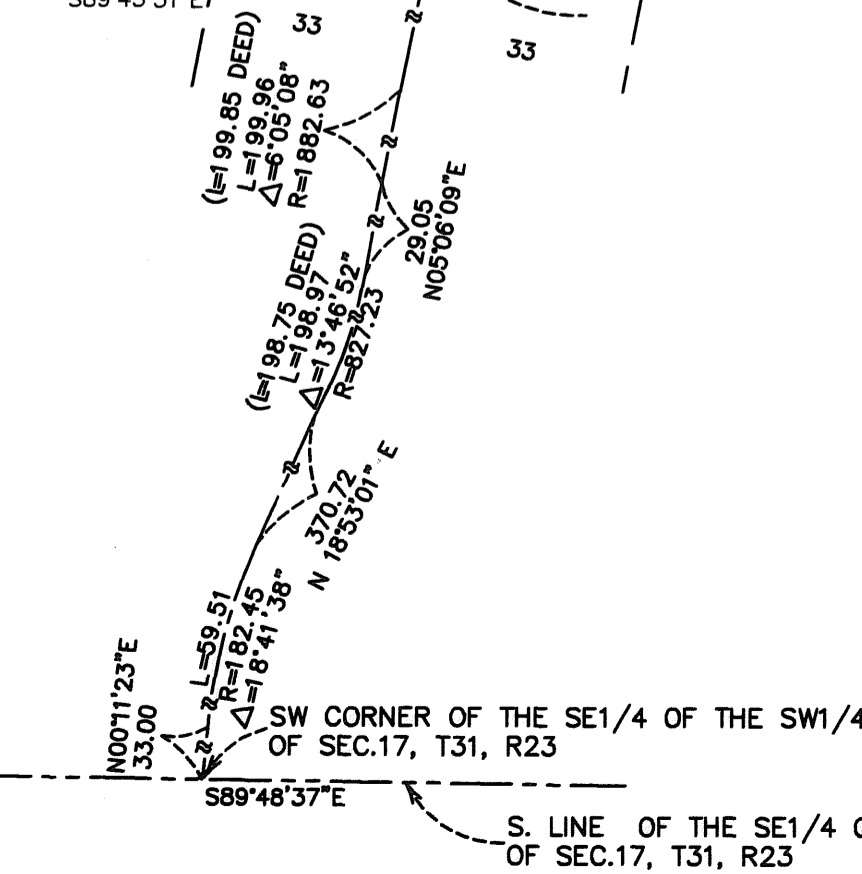 33
33
(L=199.85 DEED)
L=199.96
Δ=6°05'08"
R=1882.63
29.05
N05°06'09"E
(L=198.75 DEED)
L=198.97
Δ=13°46'52"
R=827.23
370.72
N 18°53'01" E
L=59.51
R=182.45
Δ=18°41'38"
N00°11'23"E
33.00
SW CORNER OF THE SE1/4 OF THE SW1/4
OF SEC.17, T31, R23
S89°48'37"E
S. LINE OF THE SE1/4
OF SEC.17, T31, R23